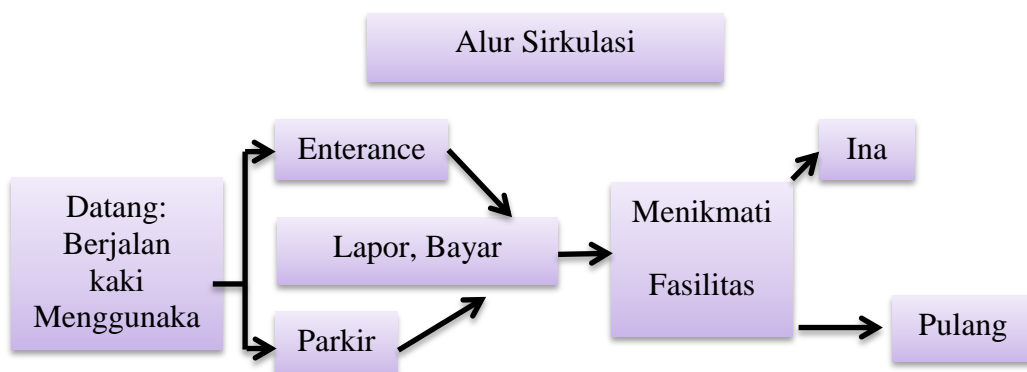 Alur Sirkulasi
Enterance
Ina
Datang:
Berjalan
kaki
Menggunaka
Menikmati
Fasilitas
Lapor, Bayar
Parkir
Pulang